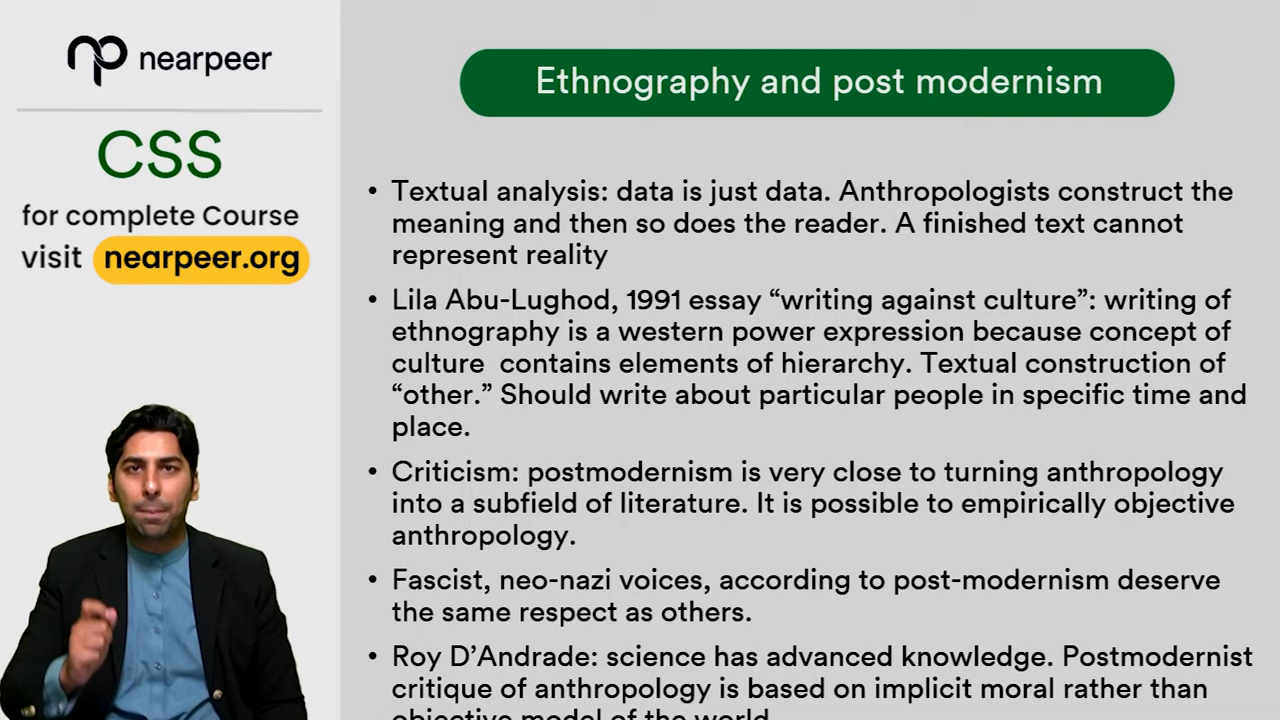 nearpeer
CSS
for complete Course
visit nearpeer.org
Ethnography and post modernism
• Textual analysis: data is just data. Anthropologists construct the
meaning and then so does the reader. A finished text cannot
represent reality
• Lila Abu-Lughod, 1991 essay “writing against culture”: writing of
ethnography is a western power expression because concept of
culture contains elements of hierarchy. Textual construction of
“other.” Should write about particular people in specific time and
place.
• Criticism: postmodernism is very close to turning anthropology
into a subfield of literature. It is possible to empirically objective
anthropology.
• Fascist, neo-nazi voices, according to post-modernism deserve
the same respect as others.
• Roy D’Andrade: science has advanced knowledge. Postmodernist
critique of anthropology is based on implicit moral rather than
objective model of the world